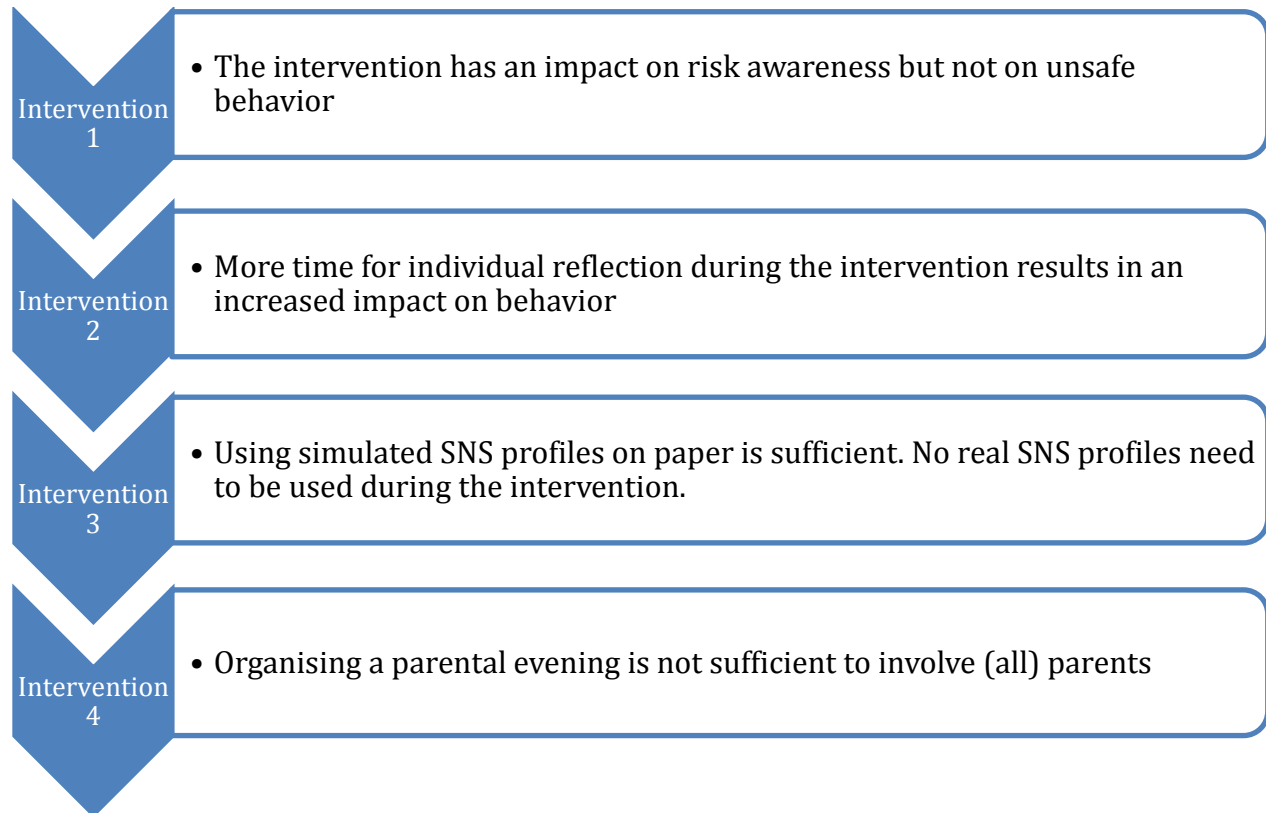 Intervention
1
• The intervention has an impact on risk awareness but not on unsafe
behavior
Intervention
2
• More time for individual reflection during the intervention results in an
increased impact on behavior
Intervention
3
• Using simulated SNS profiles on paper is sufficient. No real SNS profiles need
to be used during the intervention.
Intervention
4
• Organising a parental evening is not sufficient to involve (all) parents